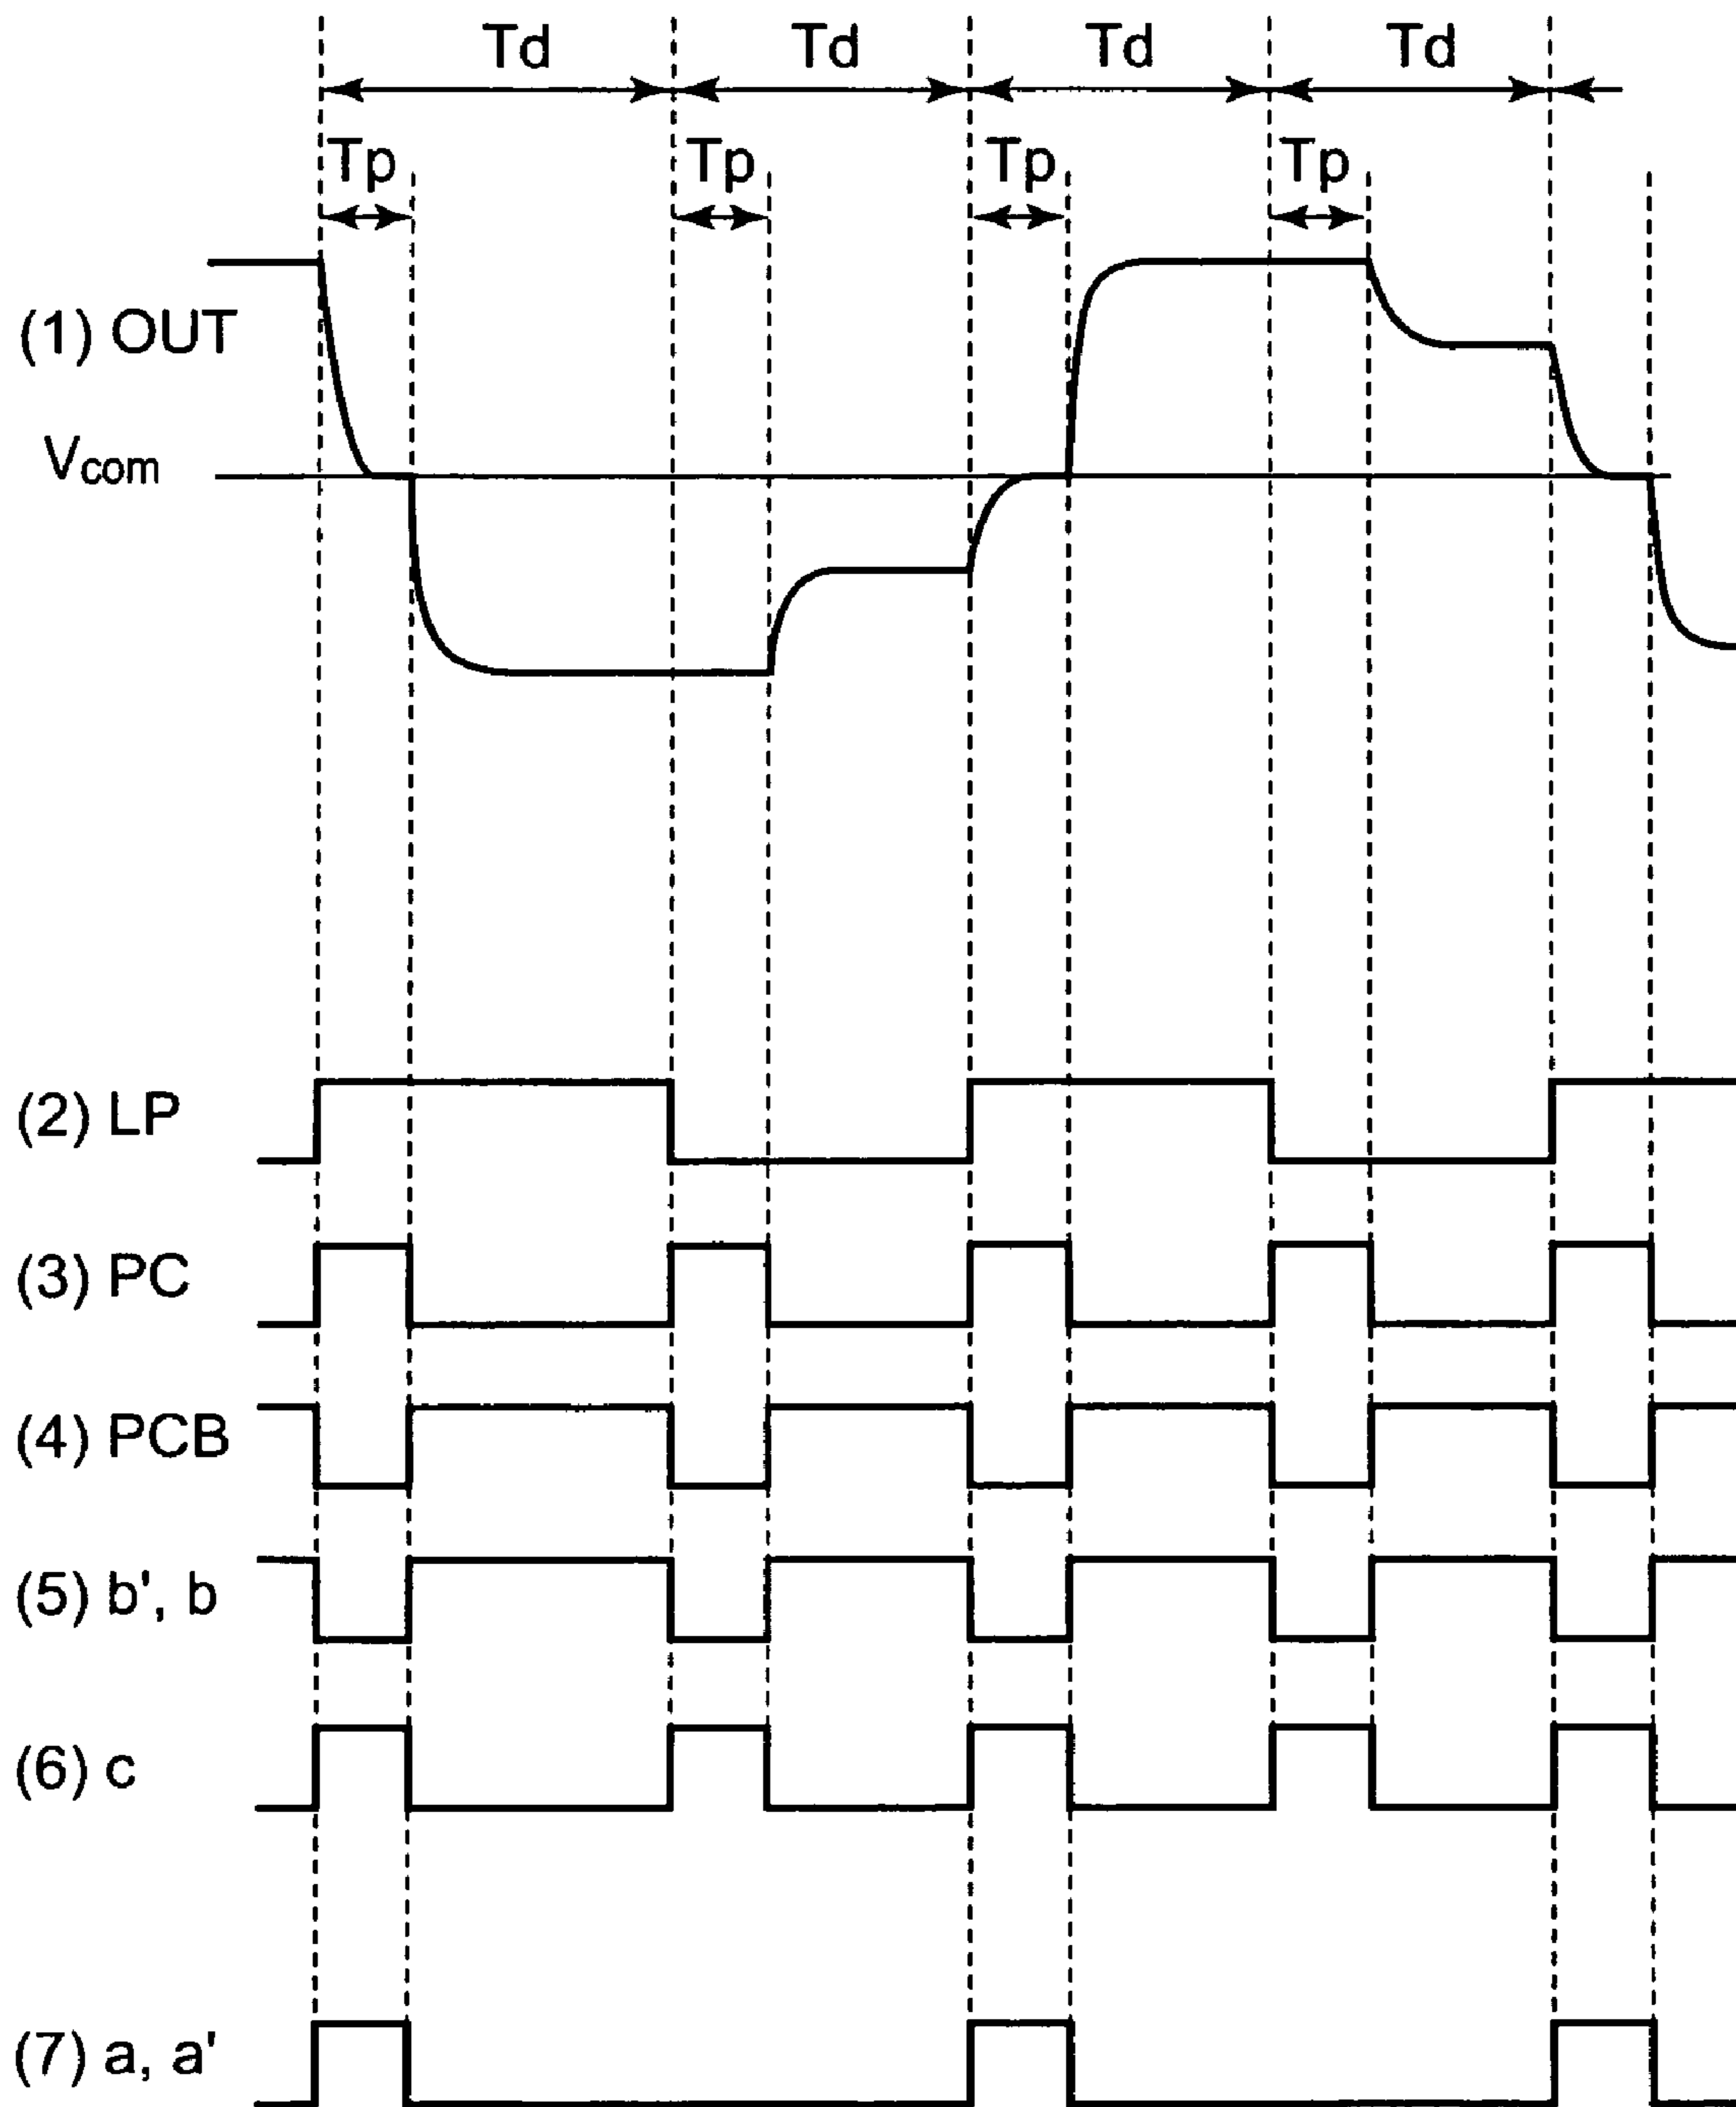 Td Td Td Td
Tp Tp Tp Tp
(1) OUT
Vcom
(2) LP
(3) PC
(4) PCB
(5) b', b
(6) c
(7) a, a'